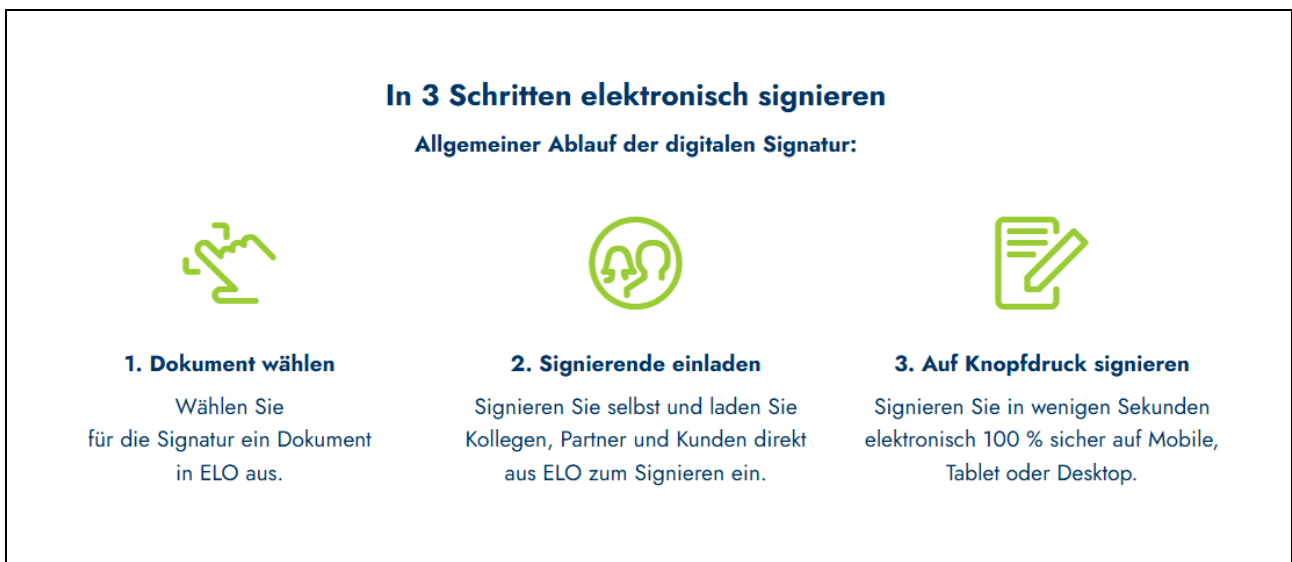 In 3 Schritten elektronisch signieren
Allgemeiner Ablauf der digitalen Signatur:
1. Dokument wählen
Wählen Sie
für die Signatur ein Dokument
in ELO aus.
2. Signierende einladen
Signieren Sie selbst und laden Sie
Kollegen, Partner und Kunden direkt
aus ELO zum Signieren ein.
3. Auf Knopfdruck signieren
Signieren Sie in wenigen Sekunden
elektronisch 100 % sicher auf Mobile,
Tablet oder Desktop.